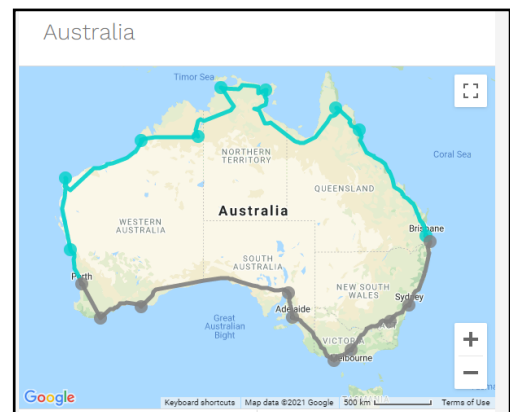 Australia
Timor Sea
NORTHERN
TERRITORY
Coral Sea
QUEENSLAND
Australia
WESTERN
AUSTRALIA
Brisbane
SOUTH
AUSTRALIA
Perth
NEW SOUTH
WALES
Sydney
Adelaide
Great
Australian
Bight
VICTORIA
Melbourne
Google
Keyboard shortcuts
Map data ©2021 Google
500 km
Terms of Use